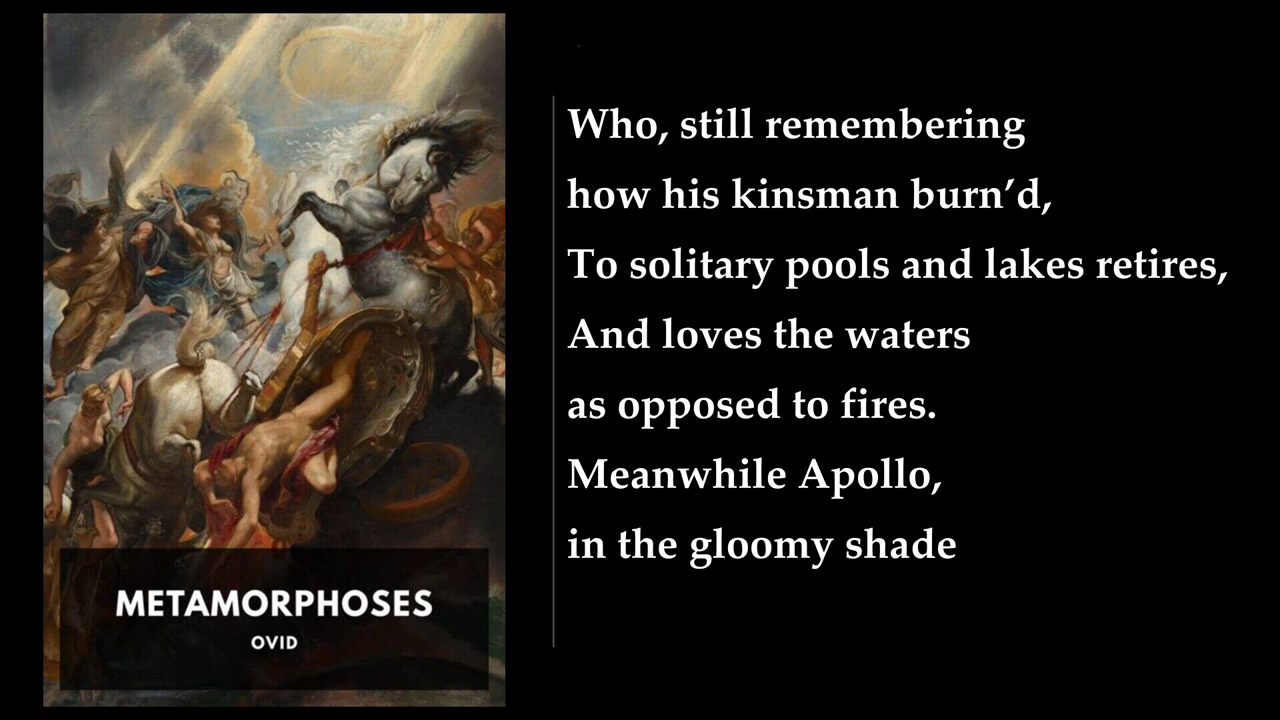 METAMORPHOSES
OVID
Who, still remembering
how his kinsman burn’d,
To solitary pools and lakes retires,
And loves the waters
as opposed to fires.
Meanwhile Apollo,
in the gloomy shade